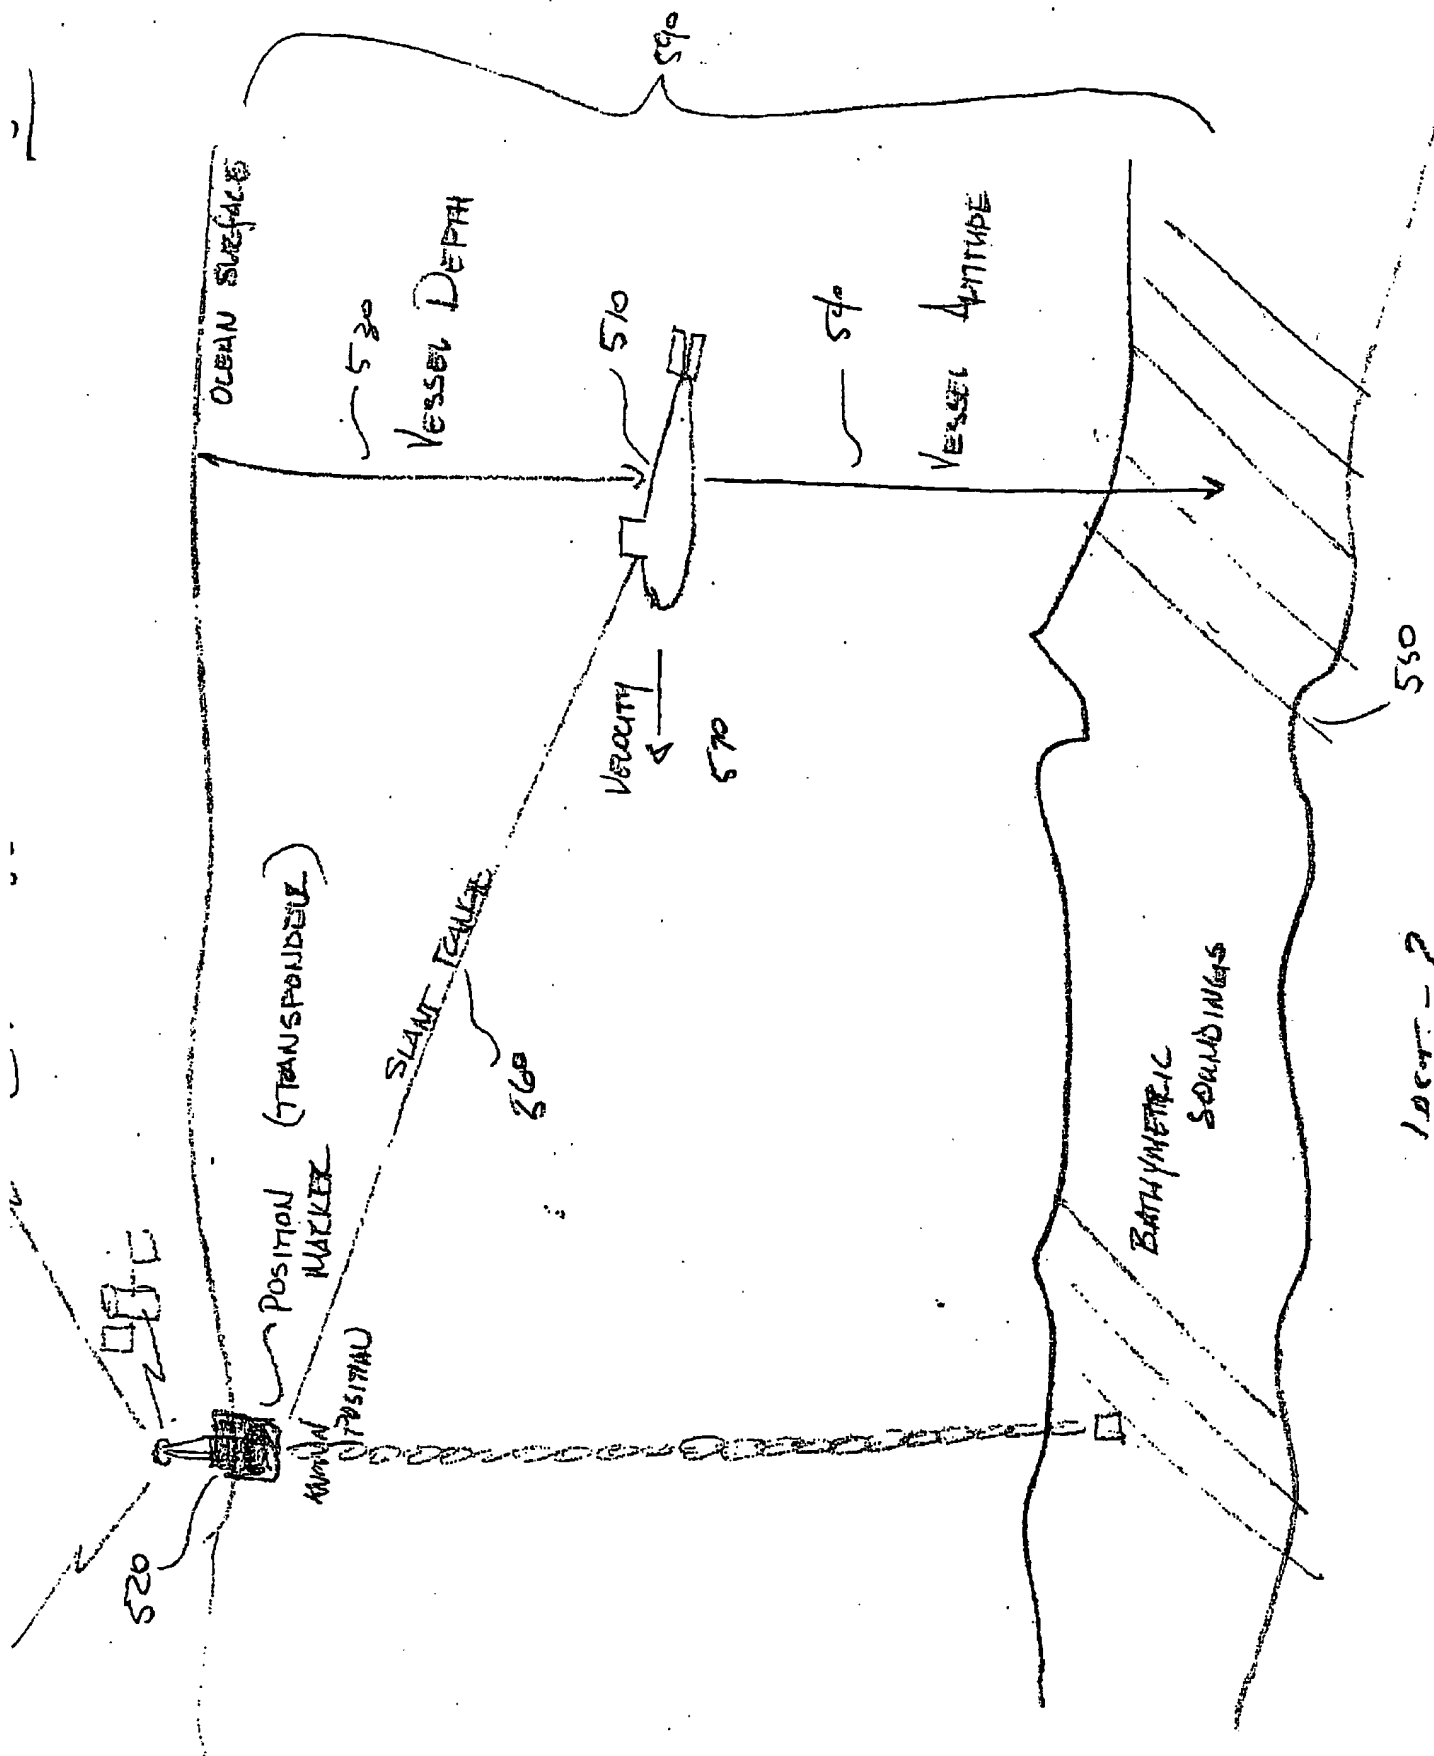 OCEAN SURFACE
590
530
VESSEL DEPTH
510
540
VESSEL ALTITUDE
VELOCITY
570
POSITION (TRANSPONDER)
MARKER
520
KNOWN
POSITION
SLANT RANGE
560
BATHYMETRIC
SOUNDINGS
550